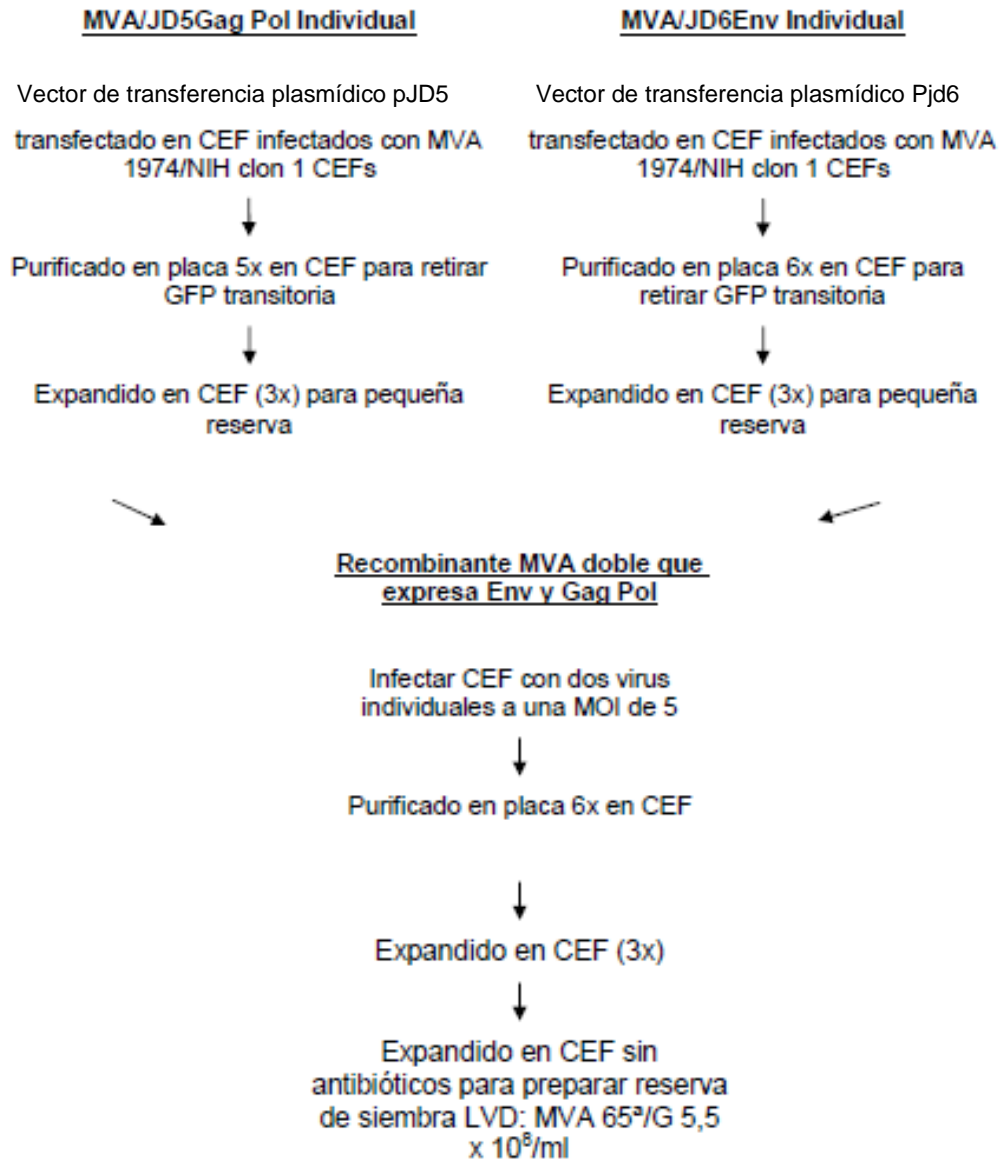 MVA/JD5Gag Pol Individual
Vector de transferencia plasmídico pJD5
transfectado en CEF infectados con MVA
1974/NIH clon 1 CEFs
Purificado en placa 5x en CEF para retirar
GFP transitoria
Expandido en CEF (3x) para pequeña
reserva
MVA/JD6Env Individual
Vector de transferencia plasmídico Pjd6
transfectado en CEF infectados con MVA
1974/NIH clon 1 CEFs
Purificado en placa 6x en CEF para
retirar GFP transitoria
Expandido en CEF (3x) para pequeña
reserva
Recombinante MVA doble que
expresa Env y Gag Pol
Infectar CEF con dos virus
individuales a una MOI de 5
Purificado en placa 6x en CEF
Expandido en CEF (3x)
Expandido en CEF sin
antibióticos para preparar reserva
de siembra LVD: MVA 65ª/G 5,5
x 10⁸/ml